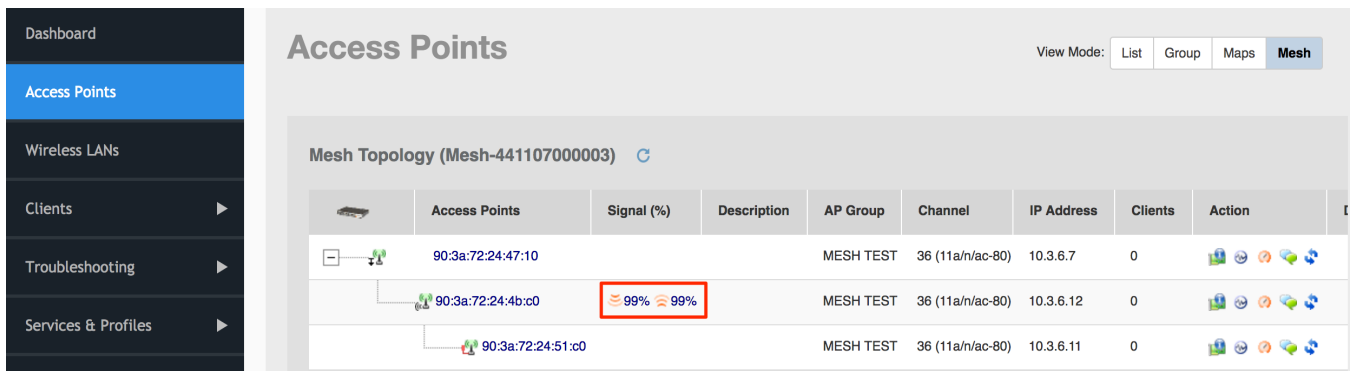 Dashboard
Access Points
Wireless LANs
Clients
Troubleshooting
Services & Profiles
Access Points
View Mode: List Group Maps Mesh
Mesh Topology (Mesh-441107000003)
Access Points Signal (%) Description AP Group Channel IP Address Clients Action
90:3a:72:24:47:10 MESH TEST 36 (11a/n/ac-80) 10.3.6.7 0
90:3a:72:24:4b:c0 99% 99% MESH TEST 36 (11a/n/ac-80) 10.3.6.12 0
90:3a:72:24:51:c0 MESH TEST 36 (11a/n/ac-80) 10.3.6.11 0